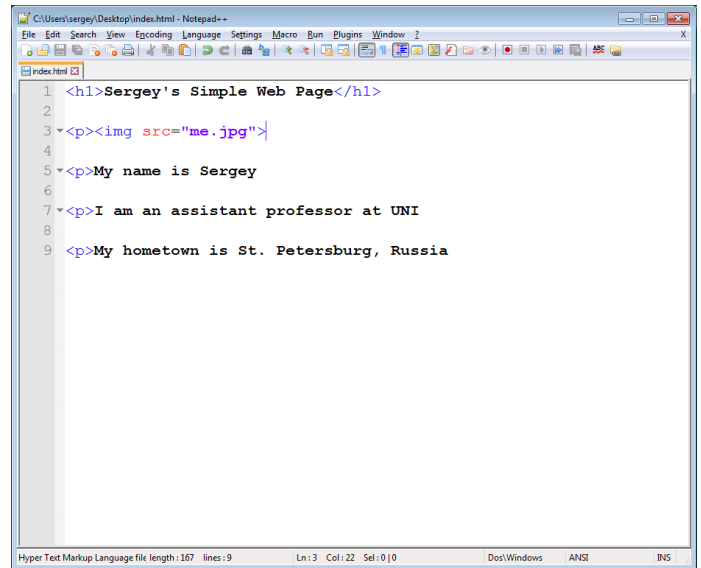 C:\Users\sergey\Desktop\index.html - Notepad++
File Edit Search View Encoding Language Settings Macro Run Plugins Window ? X
ABC
index.html
1 <h1>Sergey's Simple Web Page</h1>
2
3 <p><img src="me.jpg">
4
5 <p>My name is Sergey
6
7 <p>I am an assistant professor at UNI
8
9 <p>My hometown is St. Petersburg, Russia
Hyper Text Markup Language file length : 167 lines : 9 Ln : 3 Col : 22 Sel : 0 | 0 Dos\Windows ANSI INS